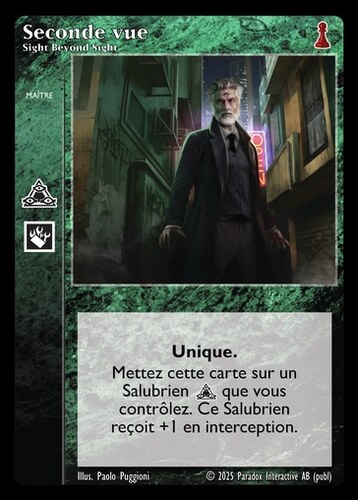 Seconde vue
Sight Beyond Sight
MAÎTRE
Unique.
Mettez cette carte sur un
Salubrien que vous
contrôlez. Ce Salubrien
reçoit +1 en interception.
Illus. Paolo Puggioni © 2025 Paradox Interactive AB (publ)